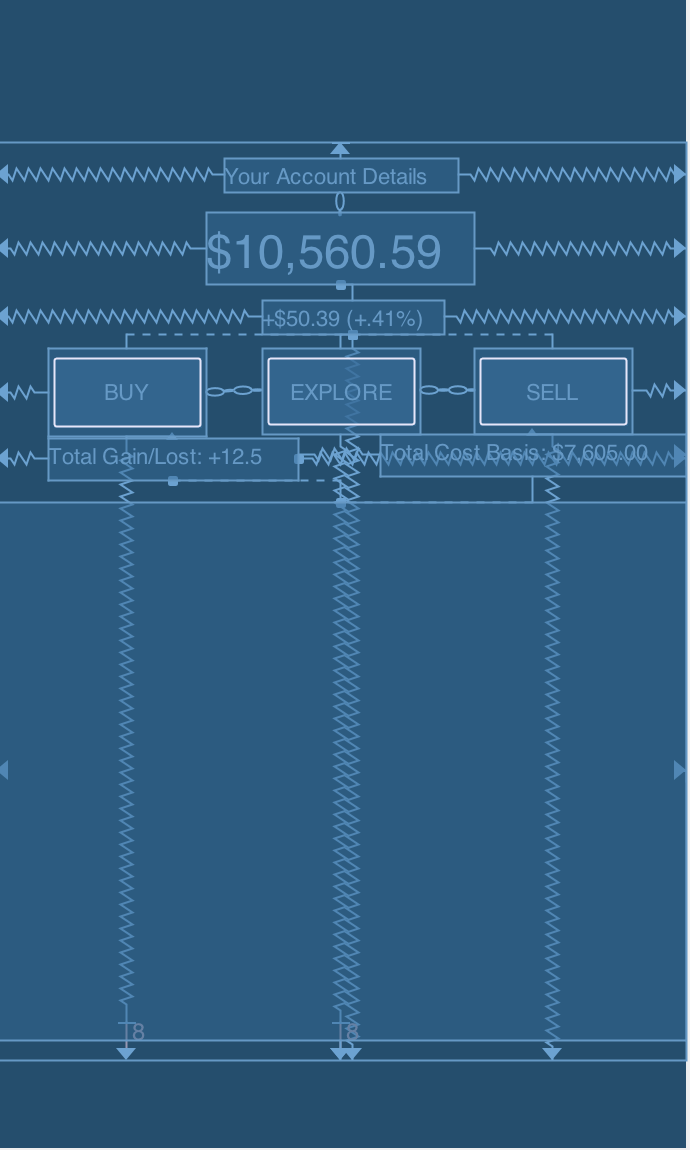 Your Account Details
$10,560.59
+$50.39 (+.41%)
BUY EXPLORE SELL
Total Gain/Lost: +12.5 Total Cost Basis: $7,605.00
8 8